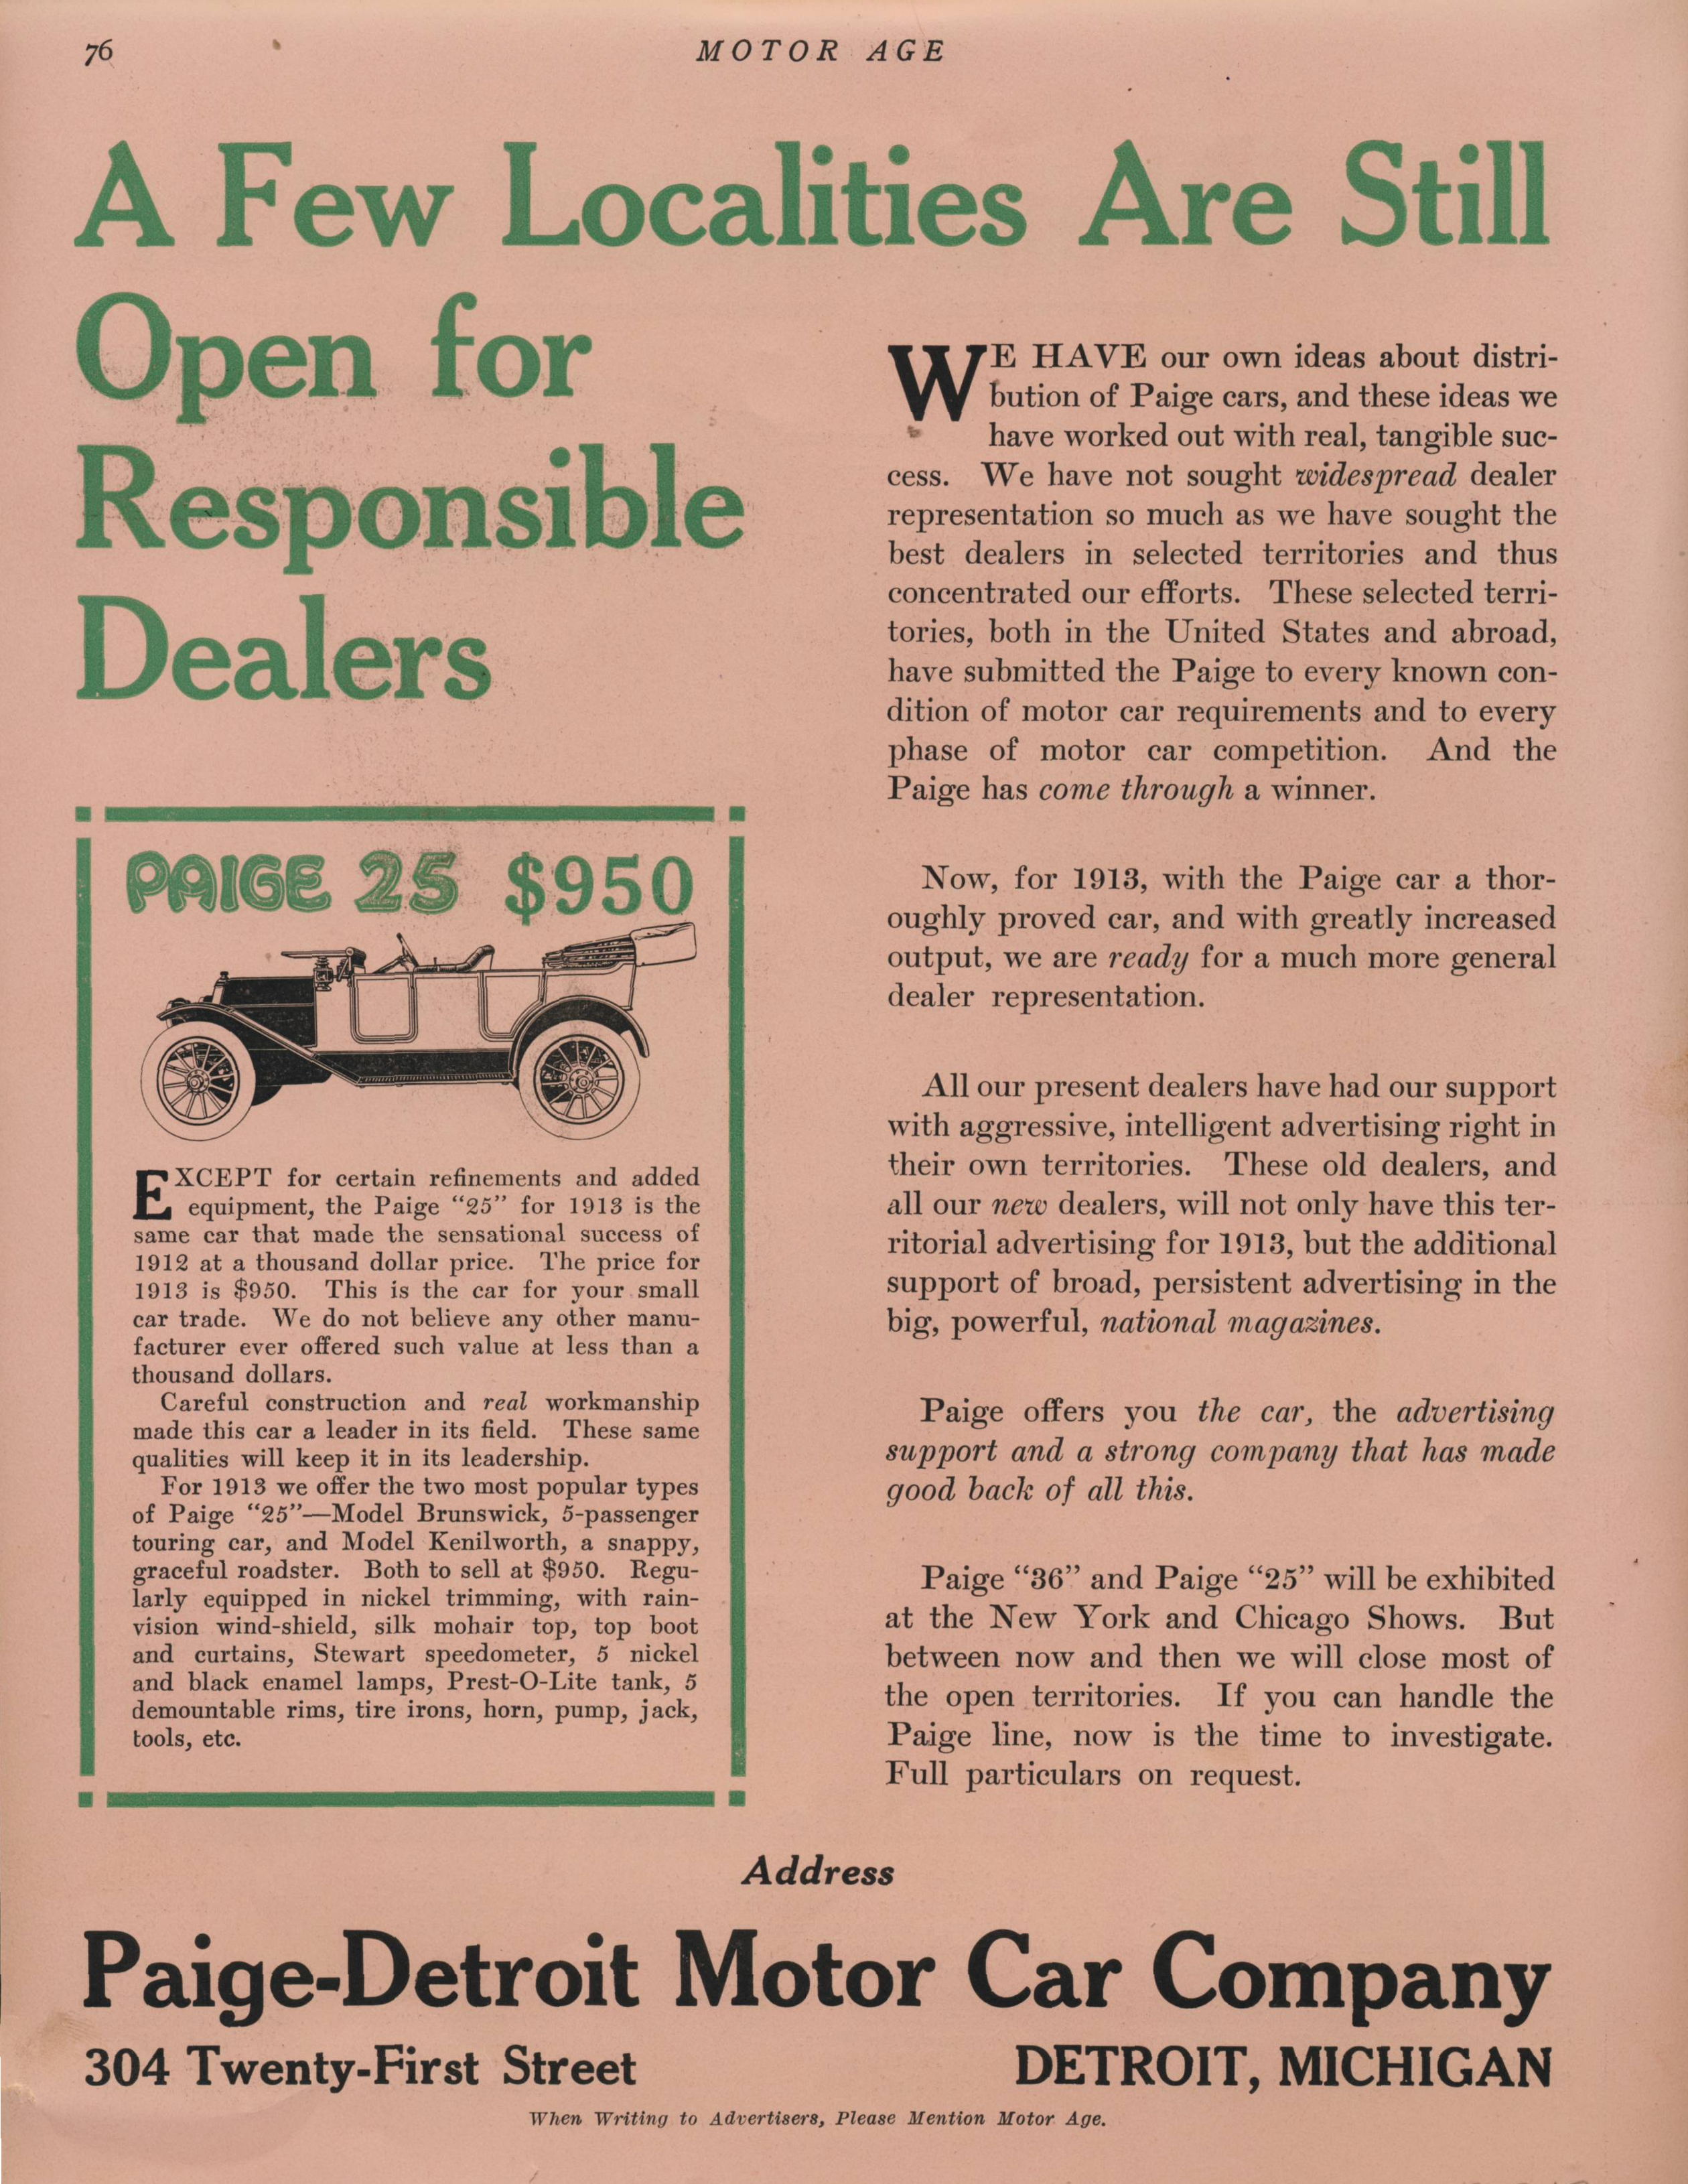 76
MOTOR AGE
A Few Localities Are Still
Open for
Responsible
Dealers
PAIGE 25 $950
EXCEPT for certain refinements and added
equipment, the Paige “25” for 1913 is the
same car that made the sensational success of
1912 at a thousand dollar price. The price for
1913 is $950. This is the car for your small
car trade. We do not believe any other manu-
facturer ever offered such value at less than a
thousand dollars.
Careful construction and real workmanship
made this car a leader in its field. These same
qualities will keep it in its leadership.
For 1913 we offer the two most popular types
of Paige “25”—Model Brunswick, 5-passenger
touring car, and Model Kenilworth, a snappy,
graceful roadster. Both to sell at $950. Regu-
larly equipped in nickel trimming, with rain-
vision wind-shield, silk mohair top, top boot
and curtains, Stewart speedometer, 5 nickel
and black enamel lamps, Prest-O-Lite tank, 5
demountable rims, tire irons, horn, pump, jack,
tools, etc.
WE HAVE our own ideas about distri-
bution of Paige cars, and these ideas we
have worked out with real, tangible suc-
cess. We have not sought widespread dealer
representation so much as we have sought the
best dealers in selected territories and thus
concentrated our efforts. These selected terri-
tories, both in the United States and abroad,
have submitted the Paige to every known con-
dition of motor car requirements and to every
phase of motor car competition. And the
Paige has come through a winner.
Now, for 1913, with the Paige car a thor-
oughly proved car, and with greatly increased
output, we are ready for a much more general
dealer representation.
All our present dealers have had our support
with aggressive, intelligent advertising right in
their own territories. These old dealers, and
all our new dealers, will not only have this ter-
ritorial advertising for 1913, but the additional
support of broad, persistent advertising in the
big, powerful, national magazines.
Paige offers you the car, the advertising
support and a strong company that has made
good back of all this.
Paige “36” and Paige “25” will be exhibited
at the New York and Chicago Shows. But
between now and then we will close most of
the open territories. If you can handle the
Paige line, now is the time to investigate.
Full particulars on request.
Address
Paige-Detroit Motor Car Company
304 Twenty-First Street DETROIT, MICHIGAN
When Writing to Advertisers, Please Mention Motor Age.